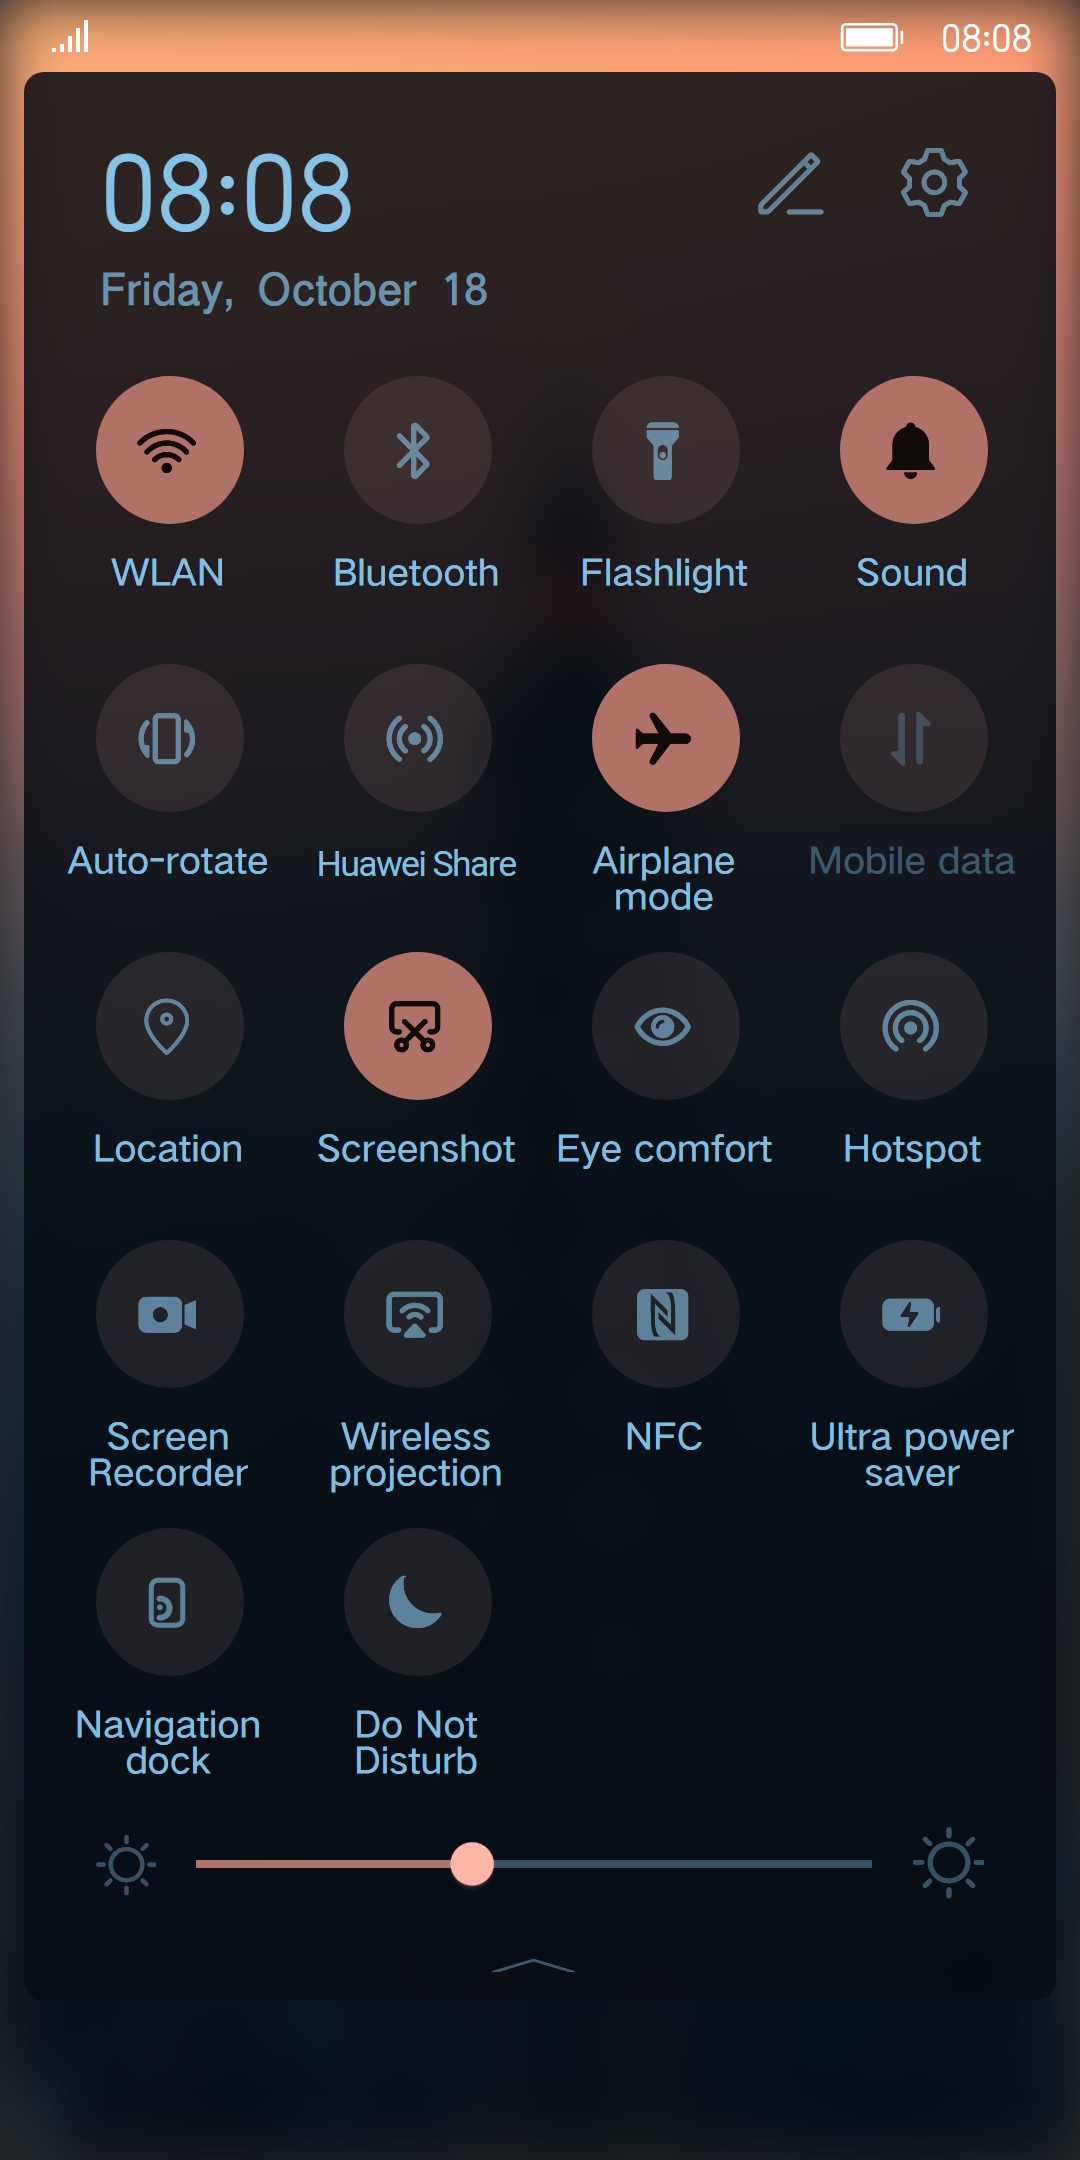 08:08
08:08
Friday, October 18
WLAN
Bluetooth
Flashlight
Sound
Auto-rotate
Huawei Share
Airplane
mode
Mobile data
Location
Screenshot
Eye comfort
Hotspot
Screen
Recorder
Wireless
projection
NFC
Ultra power
saver
Navigation
dock
Do Not
Disturb